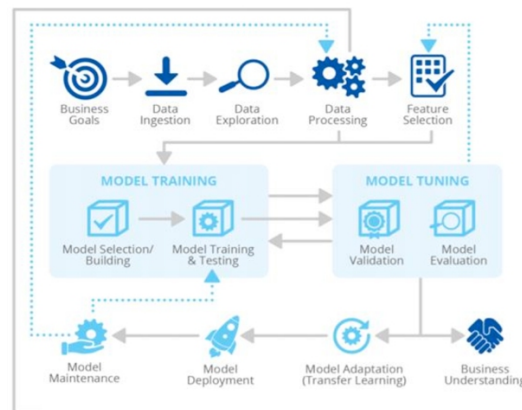 Business
Goals
Data
Ingestion
Data
Exploration
Data
Processing
Feature
Selection
MODEL TRAINING
Model Selection/
Building
Model Training
& Testing
MODEL TUNING
Model
Validation
Model
Evaluation
Model
Maintenance
Model
Deployment
Model Adaptation
(Transfer Learning)
Business
Understanding